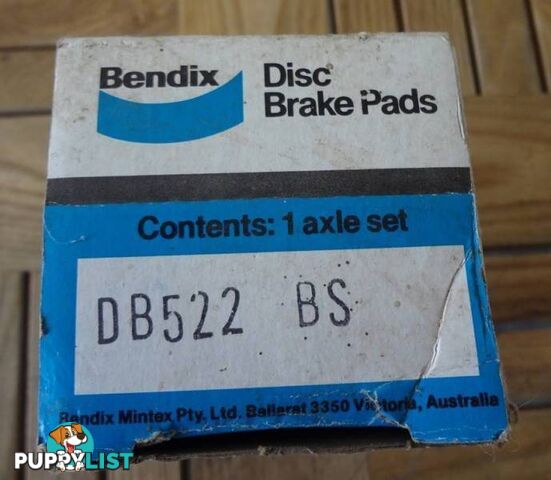 Bendix
Disc
Brake Pads
Contents: 1 axle set
DB522 BS
Bendix Mintex Pty. Ltd. Ballarat 3350 Victoria, Australia
PUPPYLIST